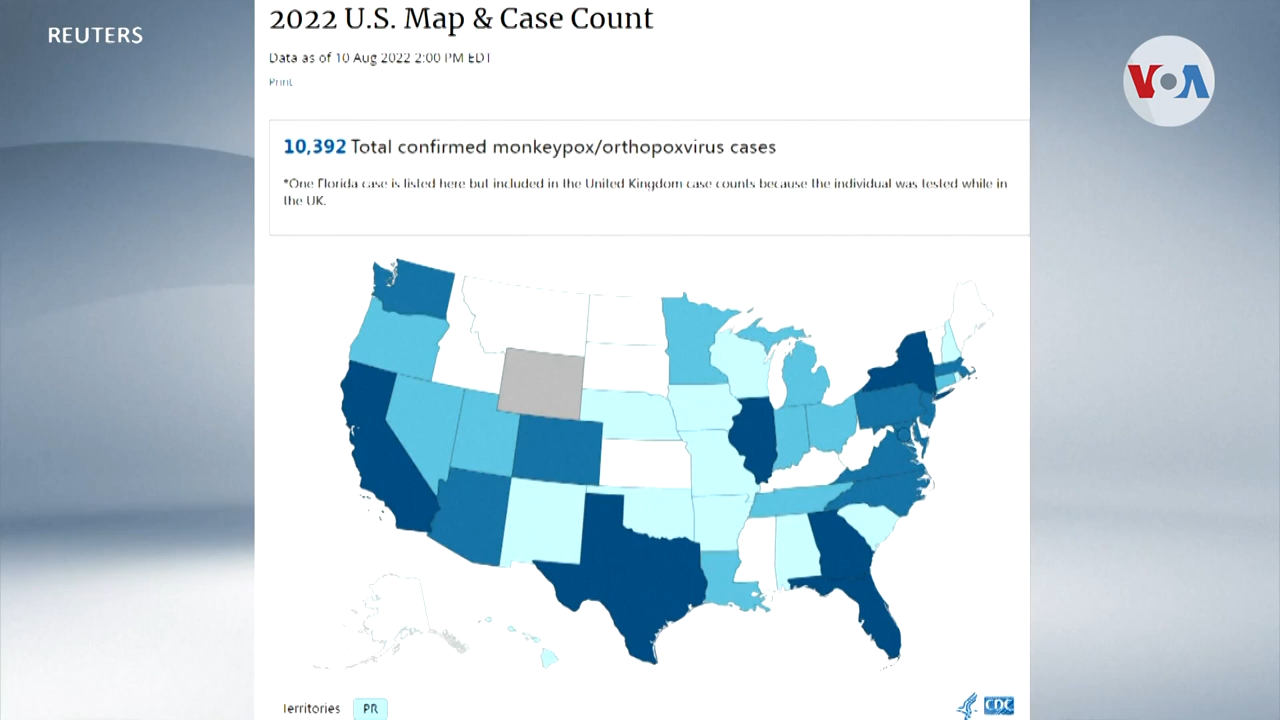 REUTERS
VOA
2022 U.S. Map & Case Count
Data as of 10 Aug 2022 2:00 PM EDT
Print
10,392 Total confirmed monkeypox/orthopoxvirus cases
*One Florida case is listed here but included in the United Kingdom case counts because the individual was tested while in
the UK.
Territories PR
CDC